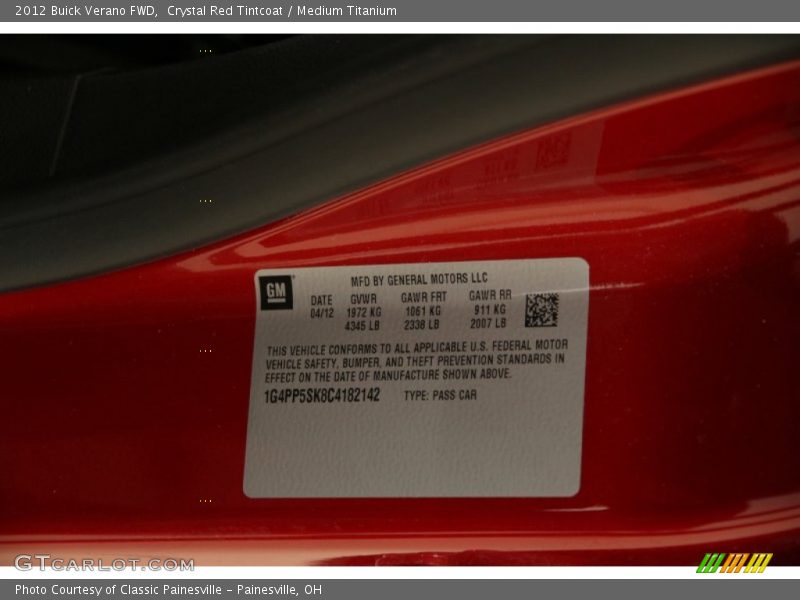 2012 Buick Verano FWD, Crystal Red Tintcoat / Medium Titanium
GM
MFD BY GENERAL MOTORS LLC
DATE GVWR GAWR FRT GAWR RR
04/12 1972 KG 1061 KG 911 KG
4345 LB 2338 LB 2007 LB
THIS VEHICLE CONFORMS TO ALL APPLICABLE U.S. FEDERAL MOTOR
VEHICLE SAFETY, BUMPER, AND THEFT PREVENTION STANDARDS IN
EFFECT ON THE DATE OF MANUFACTURE SHOWN ABOVE.
1G4PP5SK8C4182142 TYPE: PASS CAR
GTCARLOT.COM
Photo Courtesy of Classic Painesville - Painesville, OH